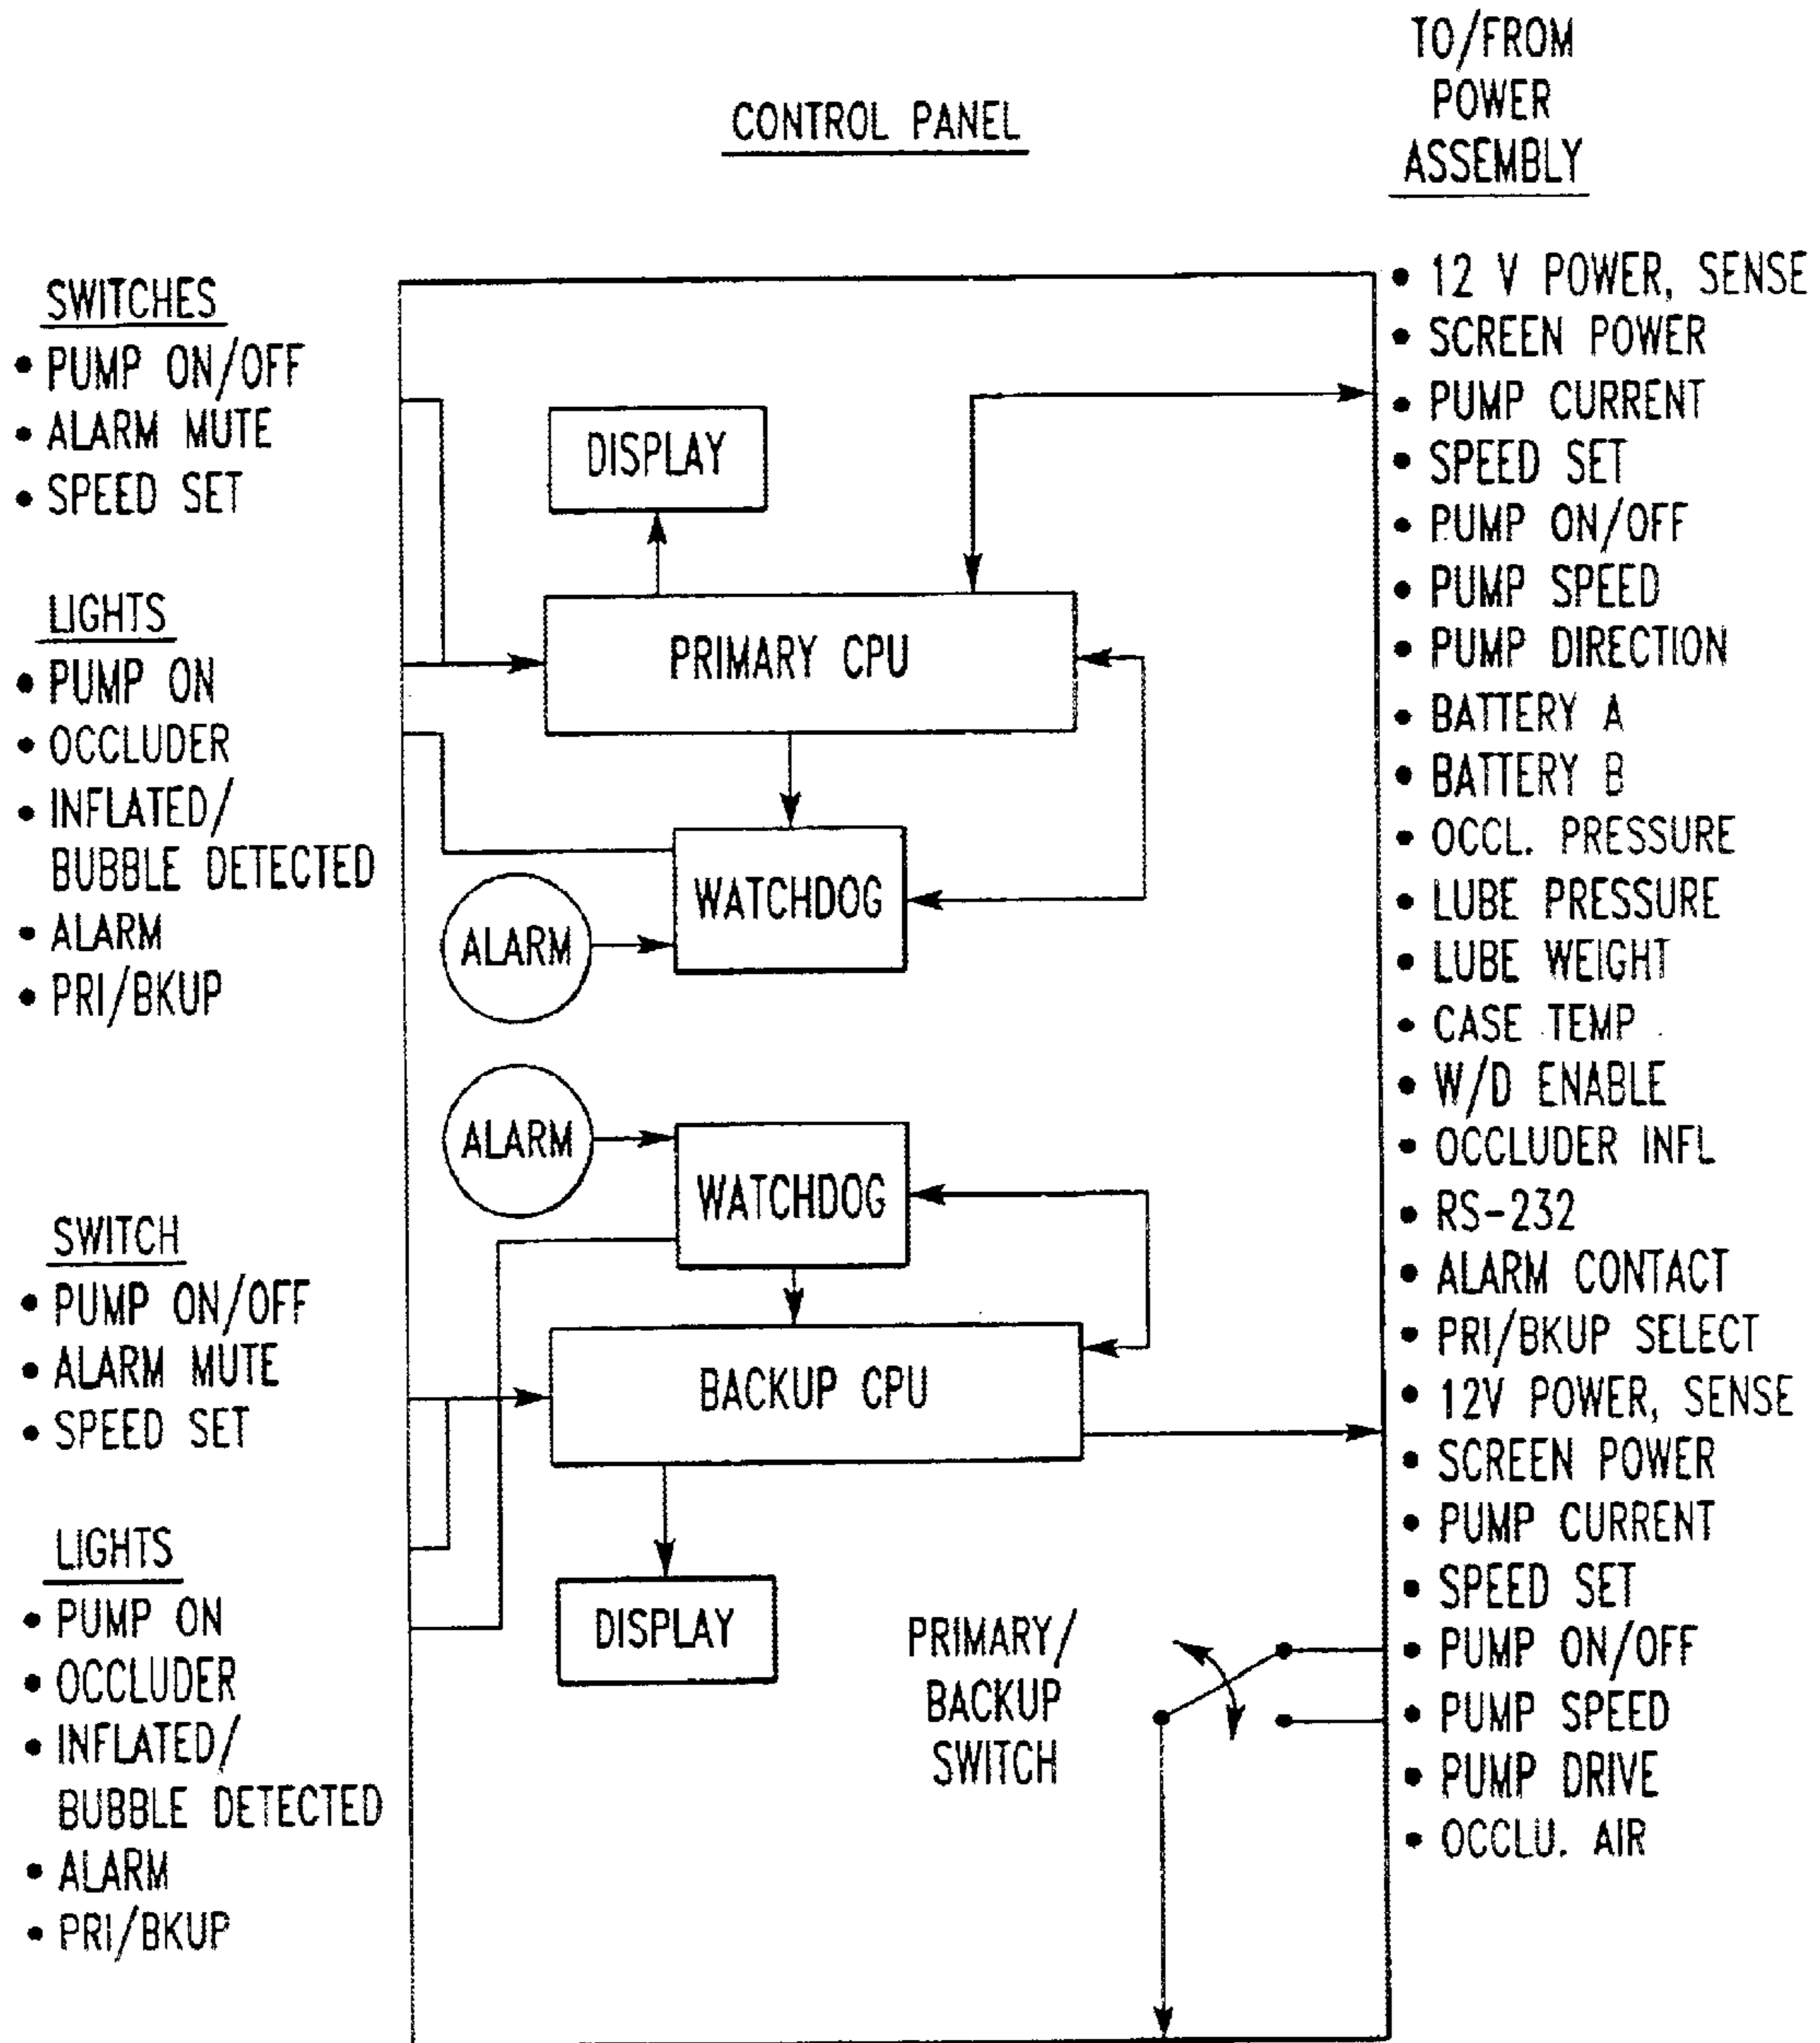 CONTROL PANEL
TO/FROM
POWER
ASSEMBLY
SWITCHES
• PUMP ON/OFF
• ALARM MUTE
• SPEED SET
LIGHTS
• PUMP ON
• OCCLUDER
• INFLATED/
BUBBLE DETECTED
• ALARM
• PRI/BKUP
SWITCH
• PUMP ON/OFF
• ALARM MUTE
• SPEED SET
LIGHTS
• PUMP ON
• OCCLUDER
• INFLATED/
BUBBLE DETECTED
• ALARM
• PRI/BKUP
DISPLAY
PRIMARY CPU
WATCHDOG
ALARM
ALARM
WATCHDOG
BACKUP CPU
DISPLAY
PRIMARY/
BACKUP
SWITCH
• 12 V POWER, SENSE
• SCREEN POWER
• PUMP CURRENT
• SPEED SET
• PUMP ON/OFF
• PUMP SPEED
• PUMP DIRECTION
• BATTERY A
• BATTERY B
• OCCL. PRESSURE
• LUBE PRESSURE
• LUBE WEIGHT
• CASE TEMP
• W/D ENABLE
• OCCLUDER INFL
• RS-232
• ALARM CONTACT
• PRI/BKUP SELECT
• 12V POWER, SENSE
• SCREEN POWER
• PUMP CURRENT
• SPEED SET
• PUMP ON/OFF
• PUMP SPEED
• PUMP DRIVE
• OCCLU. AIR